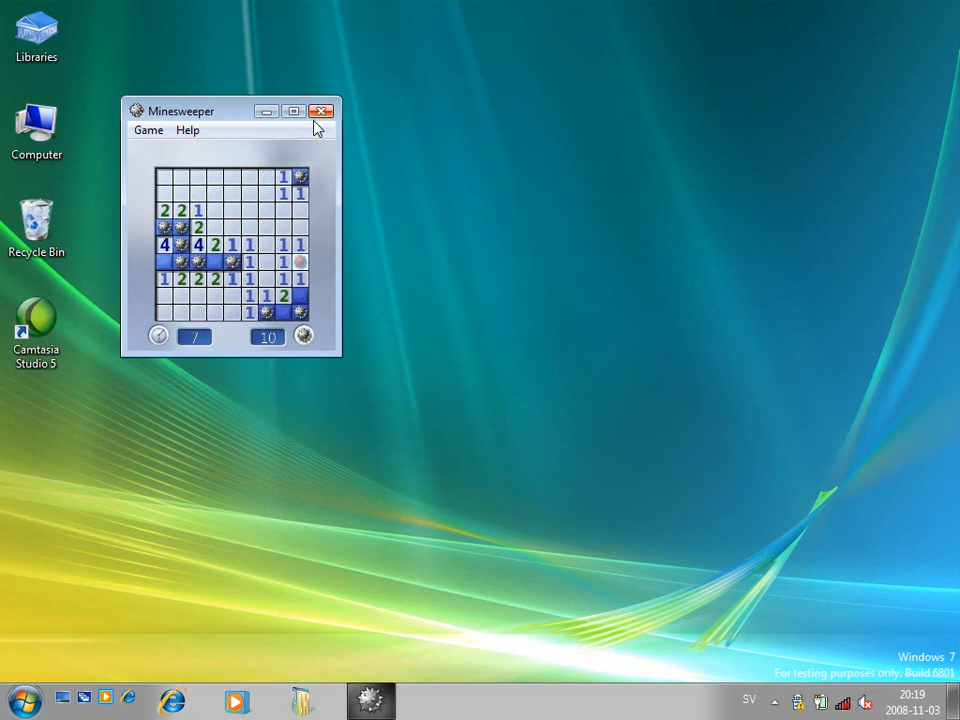 Libraries
Computer
Recycle Bin
Camtasia
Studio 5
Minesweeper
Game Help
1
1 1
2 2 1
2
4 4 2 1 1 1 1
1 1
1 2 2 2 1 1 1 1
1 1 2
1
7 10
Windows 7
For testing purposes only. Build 6801
SV
20:19
2008-11-03